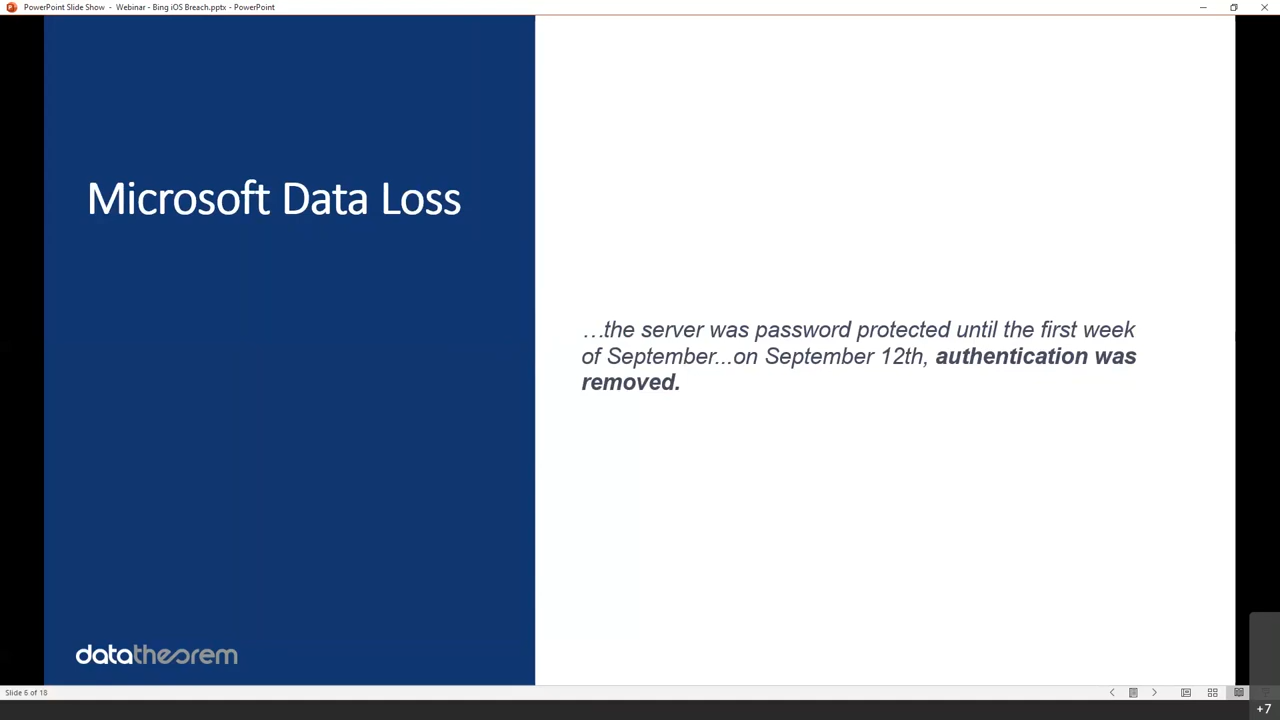 PowerPoint Slide Show - Webinar - Bing iOS Breach.pptx - PowerPoint
Microsoft Data Loss
…the server was password protected until the first week
of September...on September 12th, authentication was
removed.
datatheorem
Slide 6 of 18
+7